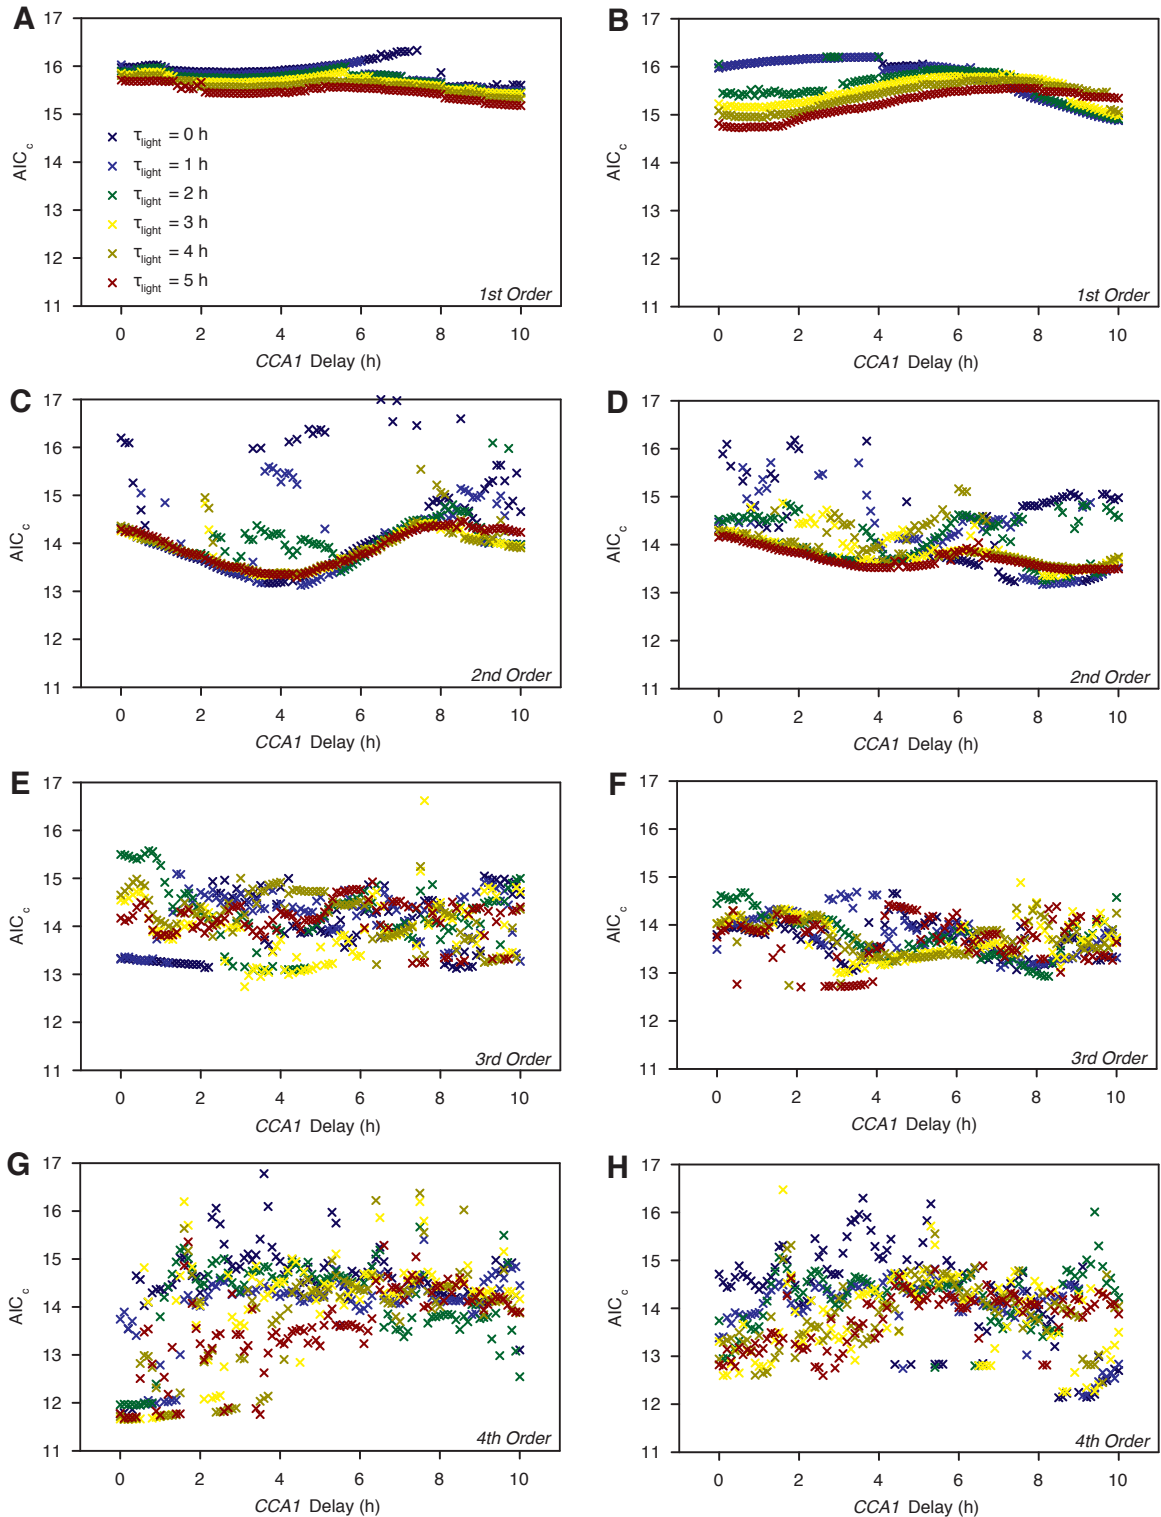 A
17
16
15
14
13
12
11
AICc
τlight = 0 h
τlight = 1 h
τlight = 2 h
τlight = 3 h
τlight = 4 h
τlight = 5 h
1st Order
0 2 4 6 8 10
CCA1 Delay (h)
B
17
16
15
14
13
12
11
AICc
1st Order
0 2 4 6 8 10
CCA1 Delay (h)
C
17
16
15
14
13
12
11
AICc
2nd Order
0 2 4 6 8 10
CCA1 Delay (h)
D
17
16
15
14
13
12
11
AICc
2nd Order
0 2 4 6 8 10
CCA1 Delay (h)
E
17
16
15
14
13
12
11
AICc
3rd Order
0 2 4 6 8 10
CCA1 Delay (h)
F
17
16
15
14
13
12
11
AICc
3rd Order
0 2 4 6 8 10
CCA1 Delay (h)
G
17
16
15
14
13
12
11
AICc
4th Order
0 2 4 6 8 10
CCA1 Delay (h)
H
17
16
15
14
13
12
11
AICc
4th Order
0 2 4 6 8 10
CCA1 Delay (h)